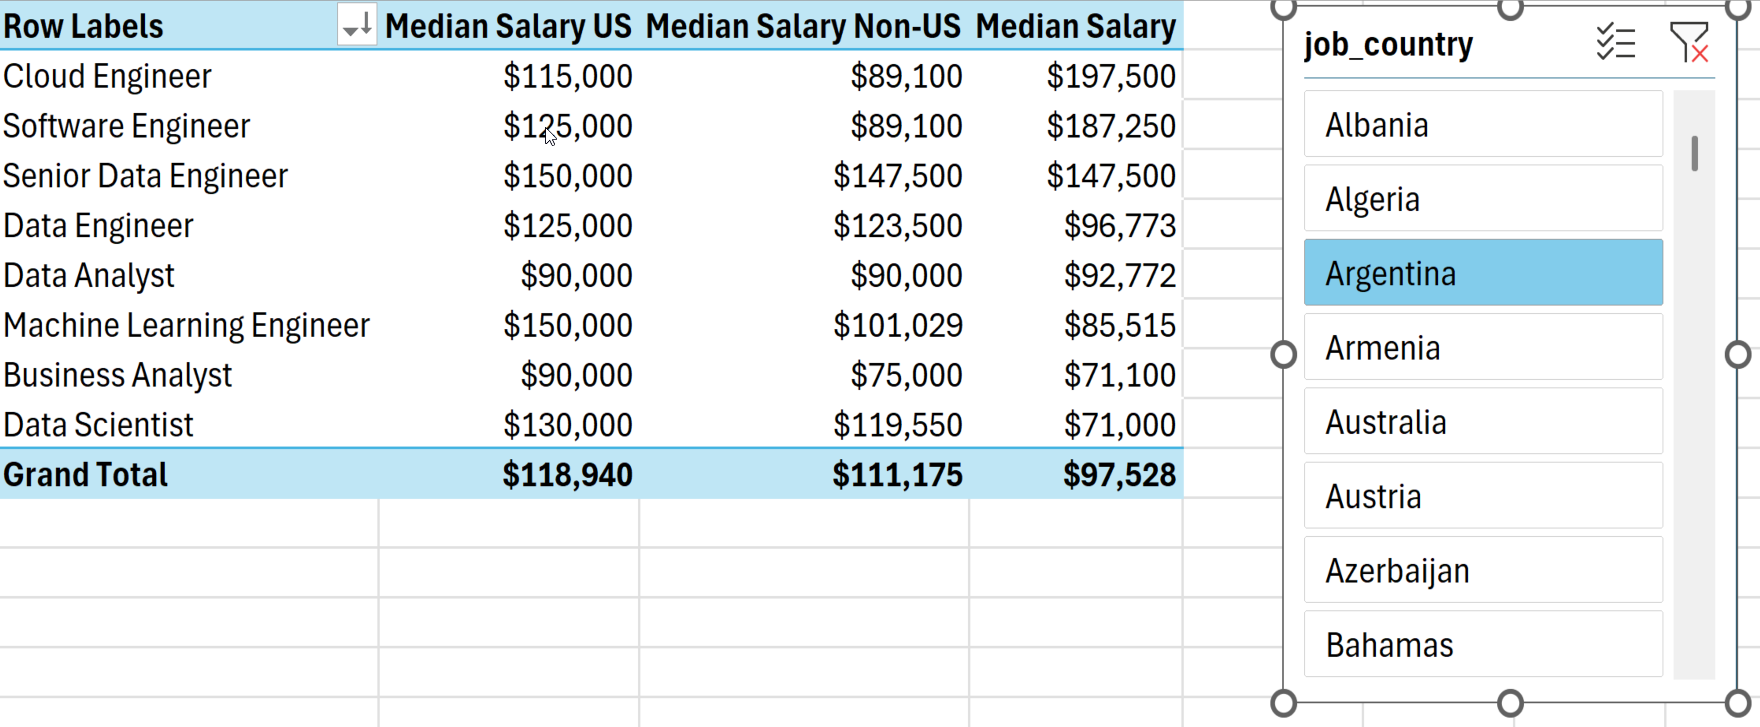 Row Labels Median Salary US Median Salary Non-US Median Salary
Cloud Engineer $115,000 $89,100 $197,500
Software Engineer $125,000 $89,100 $187,250
Senior Data Engineer $150,000 $147,500 $147,500
Data Engineer $125,000 $123,500 $96,773
Data Analyst $90,000 $90,000 $92,772
Machine Learning Engineer $150,000 $101,029 $85,515
Business Analyst $90,000 $75,000 $71,100
Data Scientist $130,000 $119,550 $71,000
Grand Total $118,940 $111,175 $97,528
job_country
Albania
Algeria
Argentina
Armenia
Australia
Austria
Azerbaijan
Bahamas